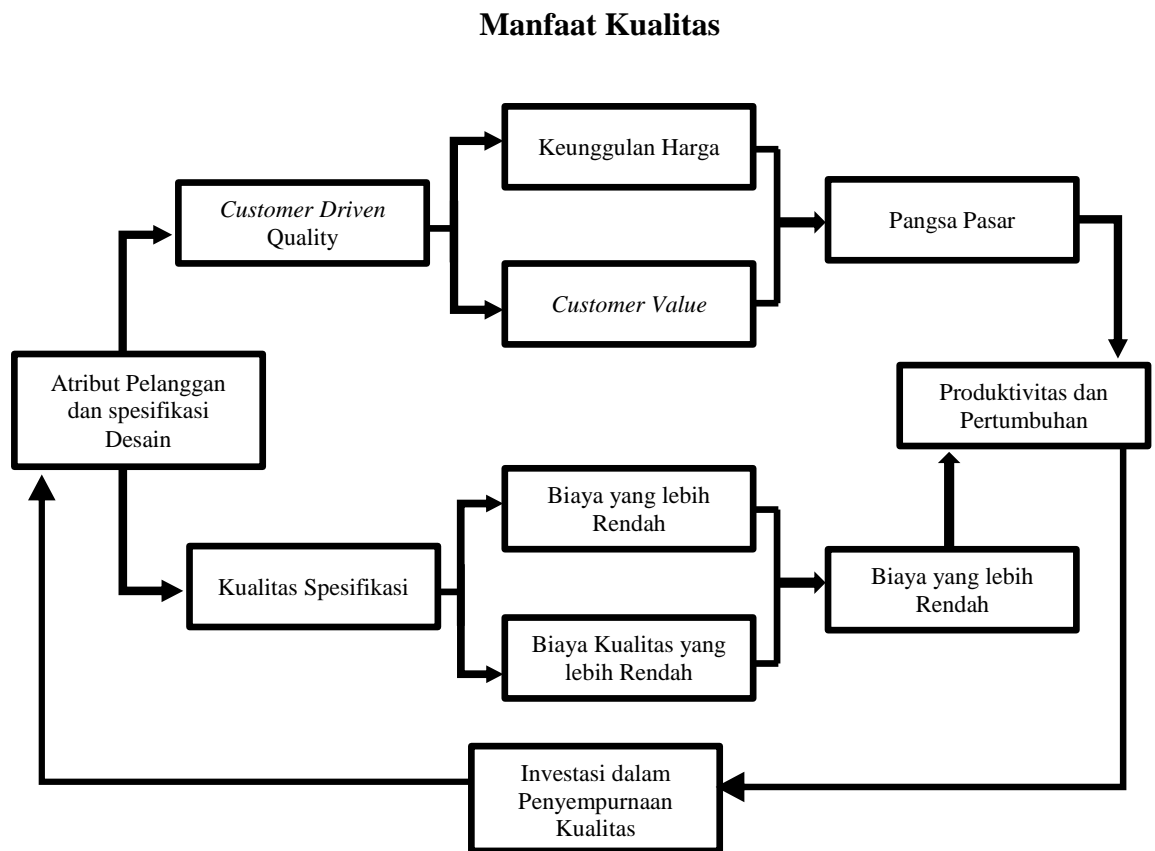 Manfaat Kualitas
Keunggulan Harga
Customer Driven
Quality
Pangsa Pasar
Customer Value
Atribut Pelanggan
dan spesifikasi
Desain
Produktivitas dan
Pertumbuhan
Biaya yang lebih
Rendah
Kualitas Spesifikasi
Biaya yang lebih
Rendah
Biaya Kualitas yang
lebih Rendah
Investasi dalam
Penyempurnaan
Kualitas